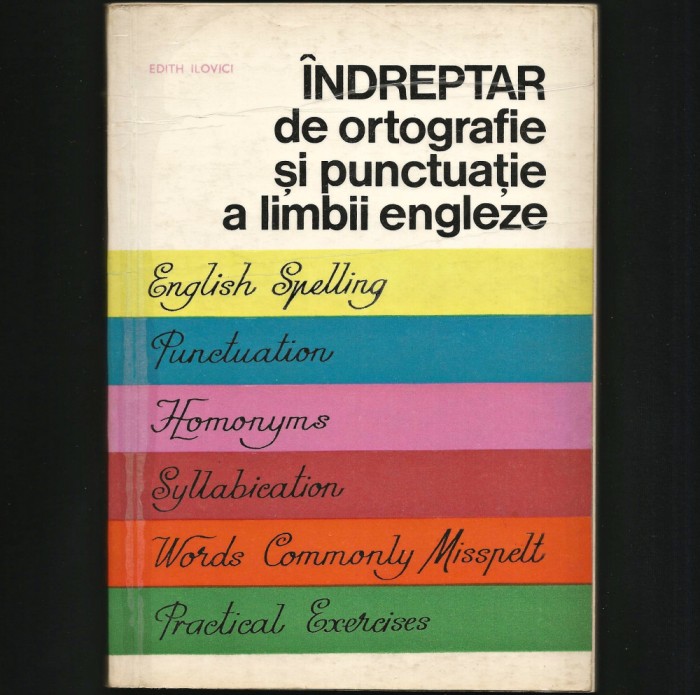 EDITH ILOVICI
ÎNDREPTAR
de ortografie
și punctuație
a limbii engleze
English Spelling
Punctuation
Homonyms
Syllabication
Words Commonly Misspelt
Practical Exercises